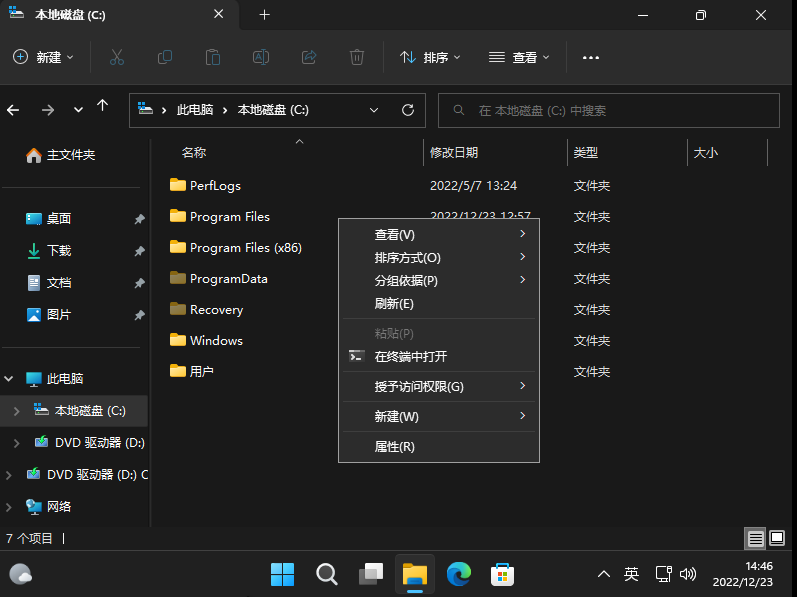 本地磁盘 (C:)
新建
排序
查看
此电脑
本地磁盘 (C:)
在 本地磁盘 (C:) 中搜索
主文件夹
桌面
下载
文档
图片
此电脑
本地磁盘 (C:)
DVD 驱动器 (D:)
DVD 驱动器 (D:) C
网络
名称 修改日期 类型 大小
PerfLogs 2022/5/7 13:24 文件夹
Program Files 2022/12/23 12:57 文件夹
Program Files (x86) 文件夹
ProgramData 文件夹
Recovery 文件夹
Windows 文件夹
用户 文件夹
查看(V)
排序方式(O)
分组依据(P)
刷新(E)
粘贴(P)
在终端中打开
授予访问权限(G)
新建(W)
属性(R)
7 个项目
英
14:46
2022/12/23